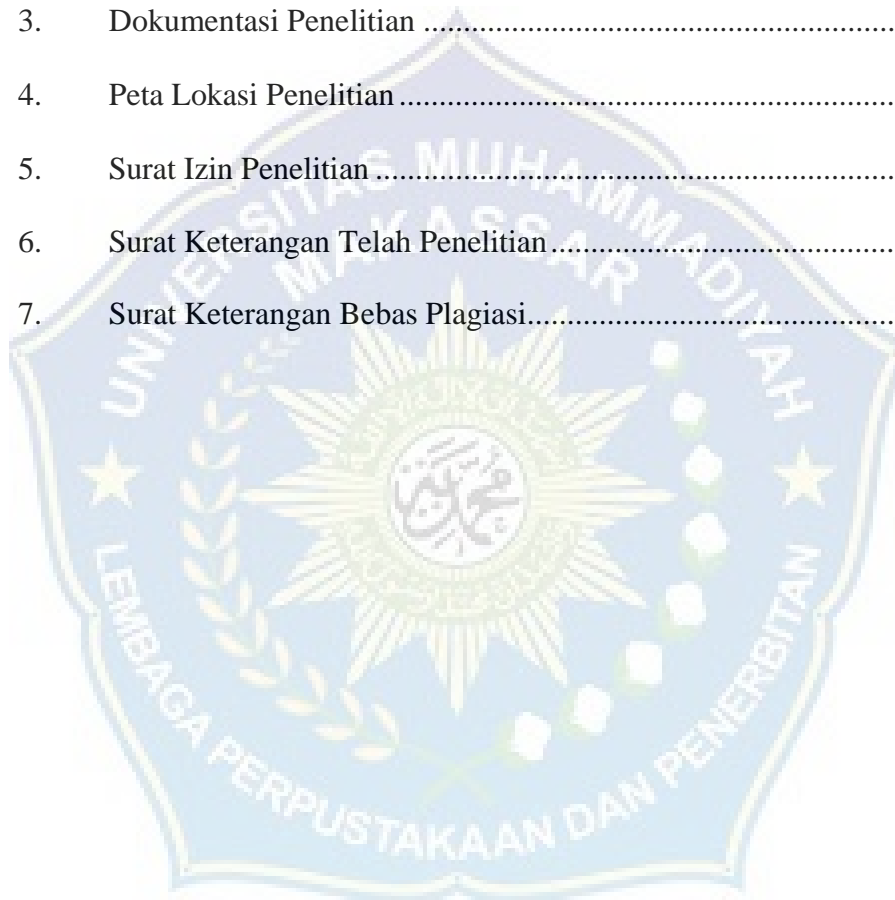 3. Dokumentasi Penelitian ............................................................
4. Peta Lokasi Penelitian ...............................................................
5. Surat Izin Penelitian ..................................................................
6. Surat Keterangan Telah Penelitian ............................................
7. Surat Keterangan Bebas Plagiasi ...............................................
UNIVERSITAS MUHAMMADIYAH
MAKASSAR
محمدية
LEMBAGA PERPUSTAKAAN DAN PENERBITAN